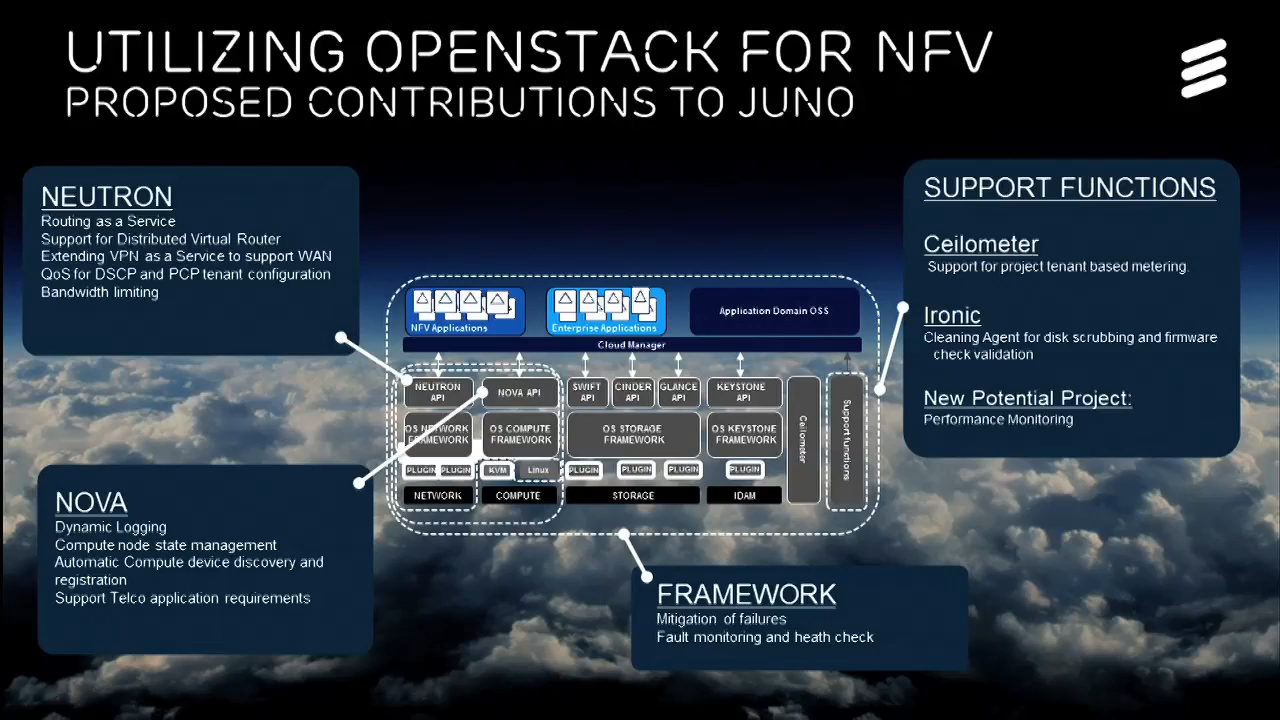 UTILIZING OPENSTACK FOR NFV
PROPOSED CONTRIBUTIONS TO JUNO
NEUTRON
Routing as a Service
Support for Distributed Virtual Router
Extending VPN as a Service to support WAN
QoS for DSCP and PCP tenant configuration
Bandwidth limiting
NOVA
Dynamic Logging
Compute node state management
Automatic Compute device discovery and
registration
Support Telco application requirements
NFV Applications
Enterprise Applications
Application Domain OSS
Cloud Manager
NEUTRON
API
NOVA API
SWIFT
API
CINDER
API
GLANCE
API
KEYSTONE
API
OS NETWORK
FRAMEWORK
OS COMPUTE
FRAMEWORK
OS STORAGE
FRAMEWORK
OS KEYSTONE
FRAMEWORK
Ceilometer
Support functions
PLUGIN
PLUGIN
KVM
Linux
PLUGIN
PLUGIN
PLUGIN
PLUGIN
NETWORK
COMPUTE
STORAGE
IDAM
SUPPORT FUNCTIONS
Ceilometer
Support for project tenant based metering.
Ironic
Cleaning Agent for disk scrubbing and firmware
check validation
New Potential Project:
Performance Monitoring
FRAMEWORK
Mitigation of failures
Fault monitoring and heath check